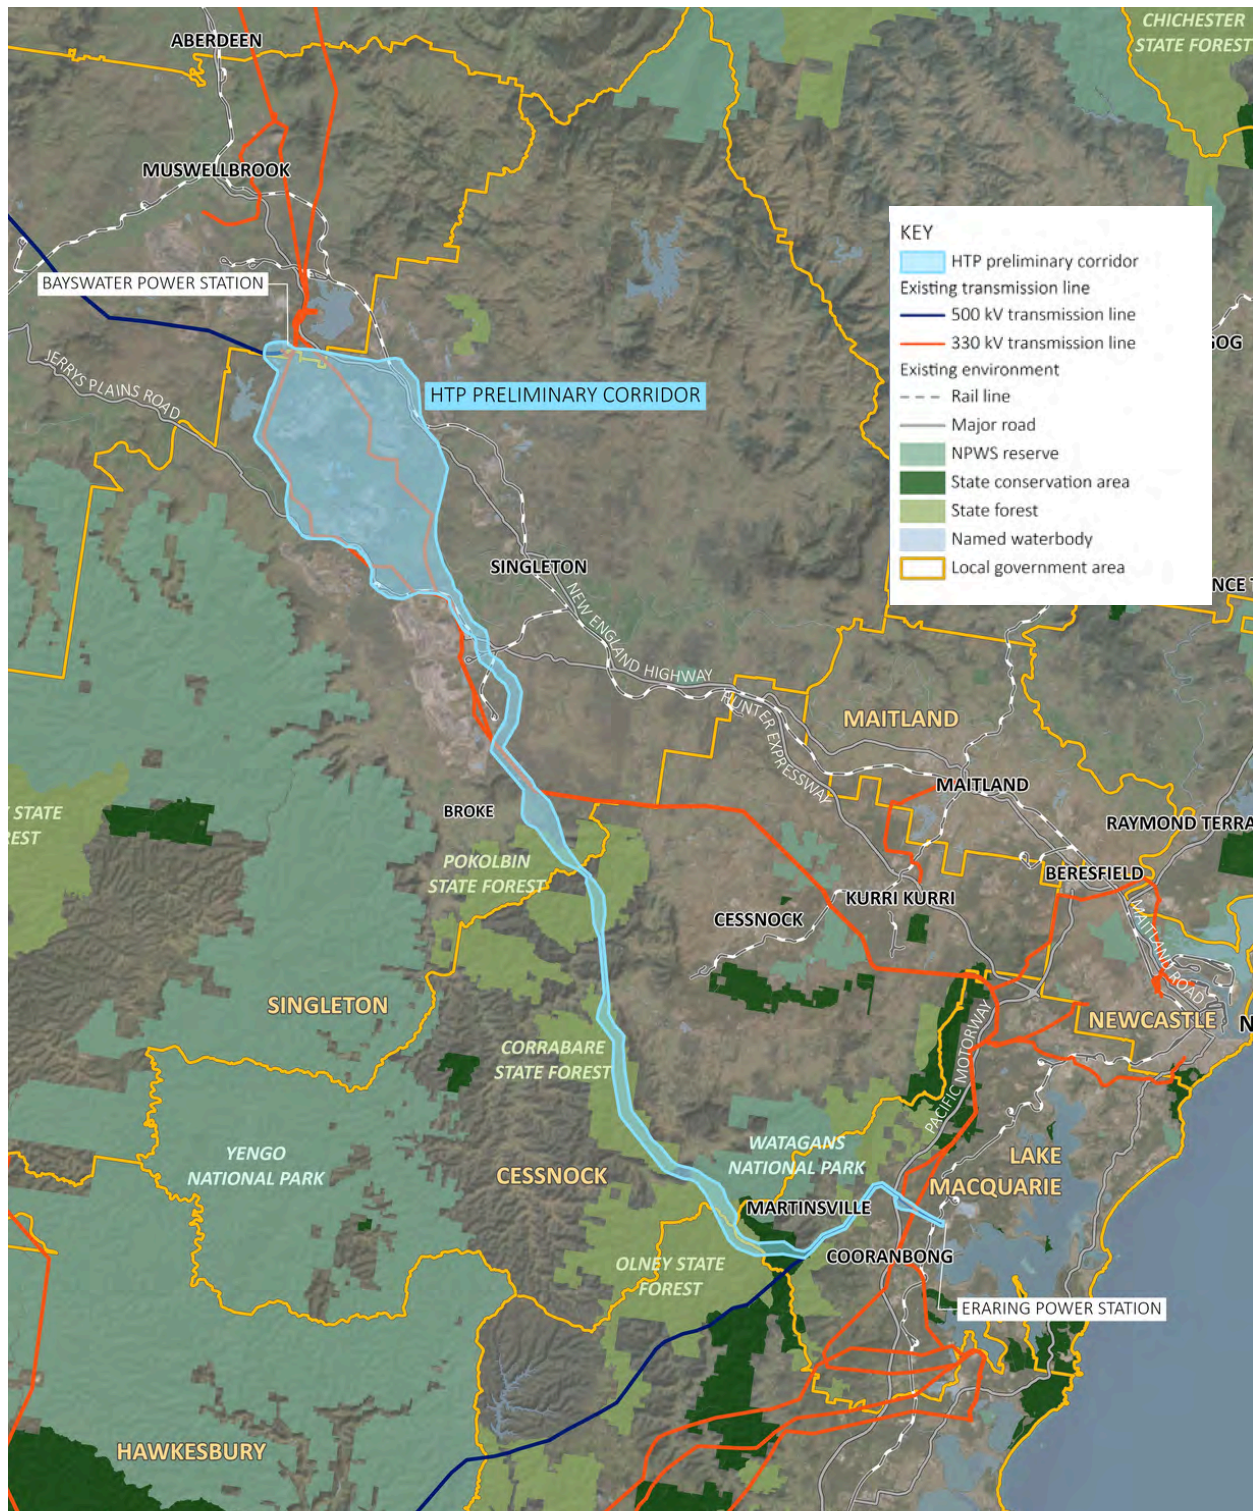 CHICHESTER
STATE FOREST
ABERDEEN
MUSWELLBROOK
BAYSWATER POWER STATION
JERRYS PLAINS ROAD
HTP PRELIMINARY CORRIDOR
KEY
HTP preliminary corridor
Existing transmission line
500 kV transmission line
330 kV transmission line
Existing environment
Rail line
Major road
NPWS reserve
State conservation area
State forest
Named waterbody
Local government area
OG
NCE T
SINGLETON
NEW ENGLAND HIGHWAY
HUNTER EXPRESSWAY
MAITLAND
MAITLAND
BROKE
STATE
REST
RAYMOND TERRA
POKOLBIN
STATE FOREST
BERESFIELD
KURRI KURRI
CESSNOCK
MAITLAND ROAD
SINGLETON
NEWCASTLE
N
PACIFIC MOTORWAY
CORRABARE
STATE FOREST
YENGO
NATIONAL PARK
CESSNOCK
WATAGANS
NATIONAL PARK
LAKE
MACQUARIE
MARTINSVILLE
COORANBONG
OLNEY STATE
FOREST
ERARING POWER STATION
HAWKESBURY